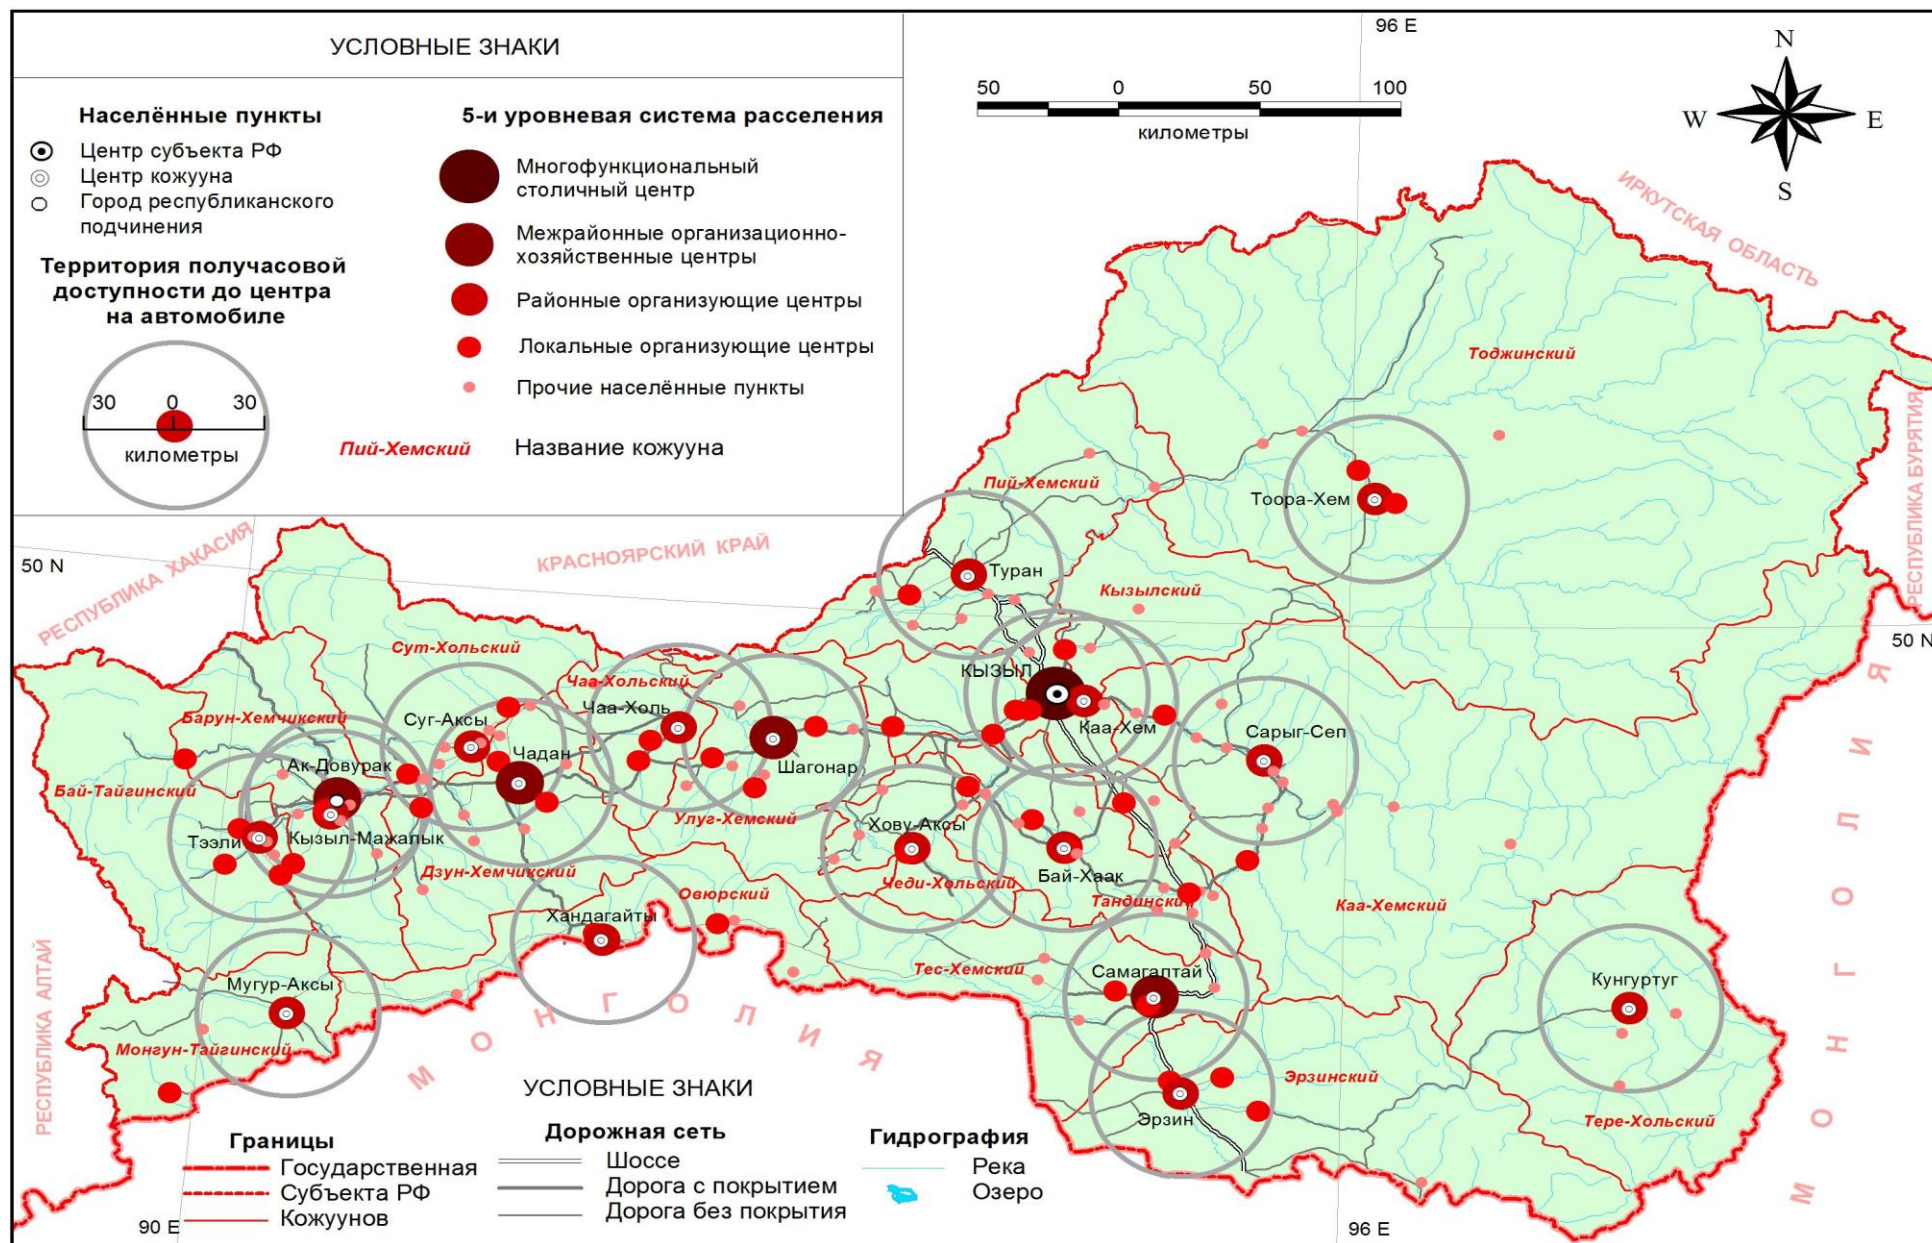 УСЛОВНЫЕ ЗНАКИ
Населённые пункты
Центр субъекта РФ
Центр кожууна
Город республиканского
подчинения
Территория получасовой
доступности до центра
на автомобиле
30 0 30
километры
5-и уровневая система расселения
Многофункциональный
столичный центр
Межрайонные организационно-
хозяйственные центры
Районные организующие центры
Локальные организующие центры
Прочие населённые пункты
Пий-Хемский Название кожууна
96 E
50 0 50 100
километры
N
W E
S
ИРКУТСКАЯ ОБЛАСТЬ
Тоджинский
РЕСПУБЛИКА БУРЯТИЯ
Пий-Хемский
Тоора-Хем
50 N
РЕСПУБЛИКА ХАКАСИЯ
КРАСНОЯРСКИЙ КРАЙ
Туран
Кызылский
50 N
Сут-Хольский
Чаа-Хольский
КЫЗЫЛ
Барун-Хемчикский
Суг-Аксы
Чаа-Холь
Каа-Хем
Сарыг-Сеп
Ак-Довурак
Чадан
Шагонар
Бай-Тайгинский
Улуг-Хемский
Хову-Аксы
Тээли
Кызыл-Мажалык
Дзун-Хемчикский
Овюрский
Чеди-Хольский
Бай-Хаак
Тандинский
Каа-Хемский
Хандагайты
Тес-Хемский
Самагалтай
Кунгуртуг
РЕСПУБЛИКА АЛТАЙ
Мугур-Аксы
Монгун-Тайгинский
МОНГОЛИЯ
МОНГОЛИЯ
Эрзинский
Эрзин
Тере-Хольский
УСЛОВНЫЕ ЗНАКИ
Границы
Государственная
Субъекта РФ
Кожуунов
Дорожная сеть
Шоссе
Дорога с покрытием
Дорога без покрытия
Гидрография
Река
Озеро
90 E
96 E